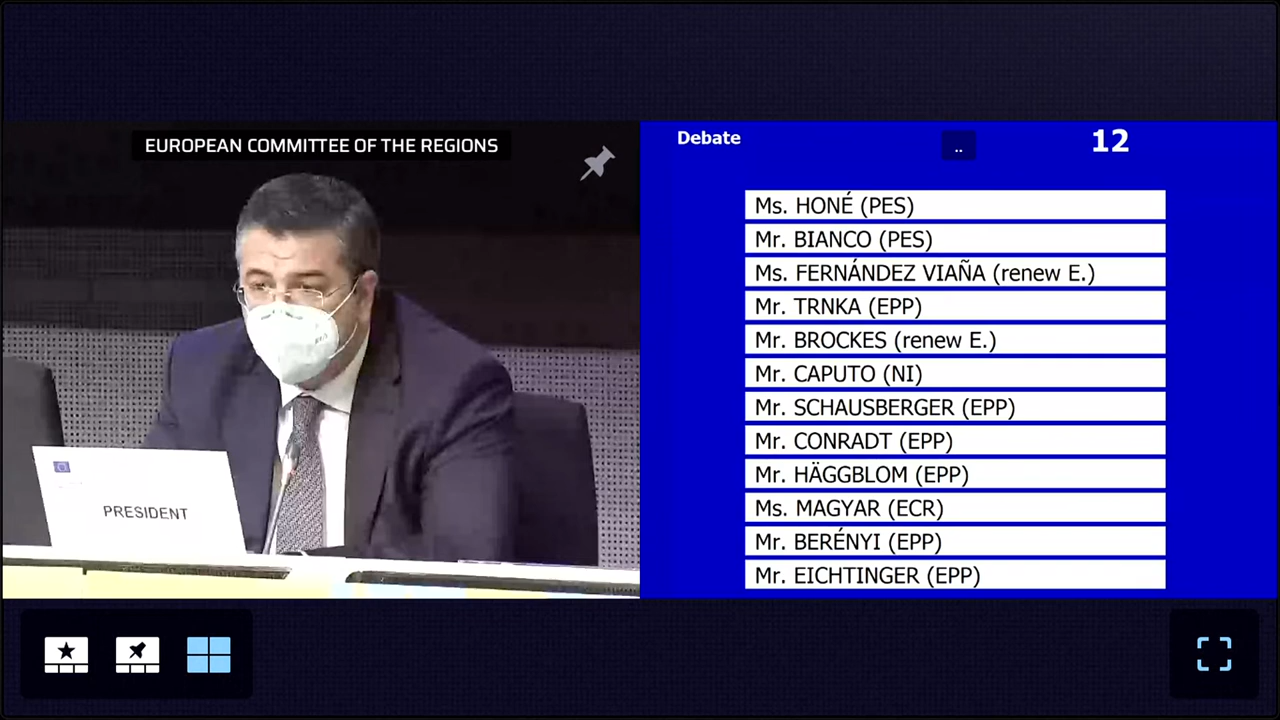 EUROPEAN COMMITTEE OF THE REGIONS
PRESIDENT
Debate
..
12
Ms. HONÉ (PES)
Mr. BIANCO (PES)
Ms. FERNÁNDEZ VIAÑA (renew E.)
Mr. TRNKA (EPP)
Mr. BROCKES (renew E.)
Mr. CAPUTO (NI)
Mr. SCHAUSBERGER (EPP)
Mr. CONRADT (EPP)
Mr. HÄGGBLOM (EPP)
Ms. MAGYAR (ECR)
Mr. BERÉNYI (EPP)
Mr. EICHTINGER (EPP)